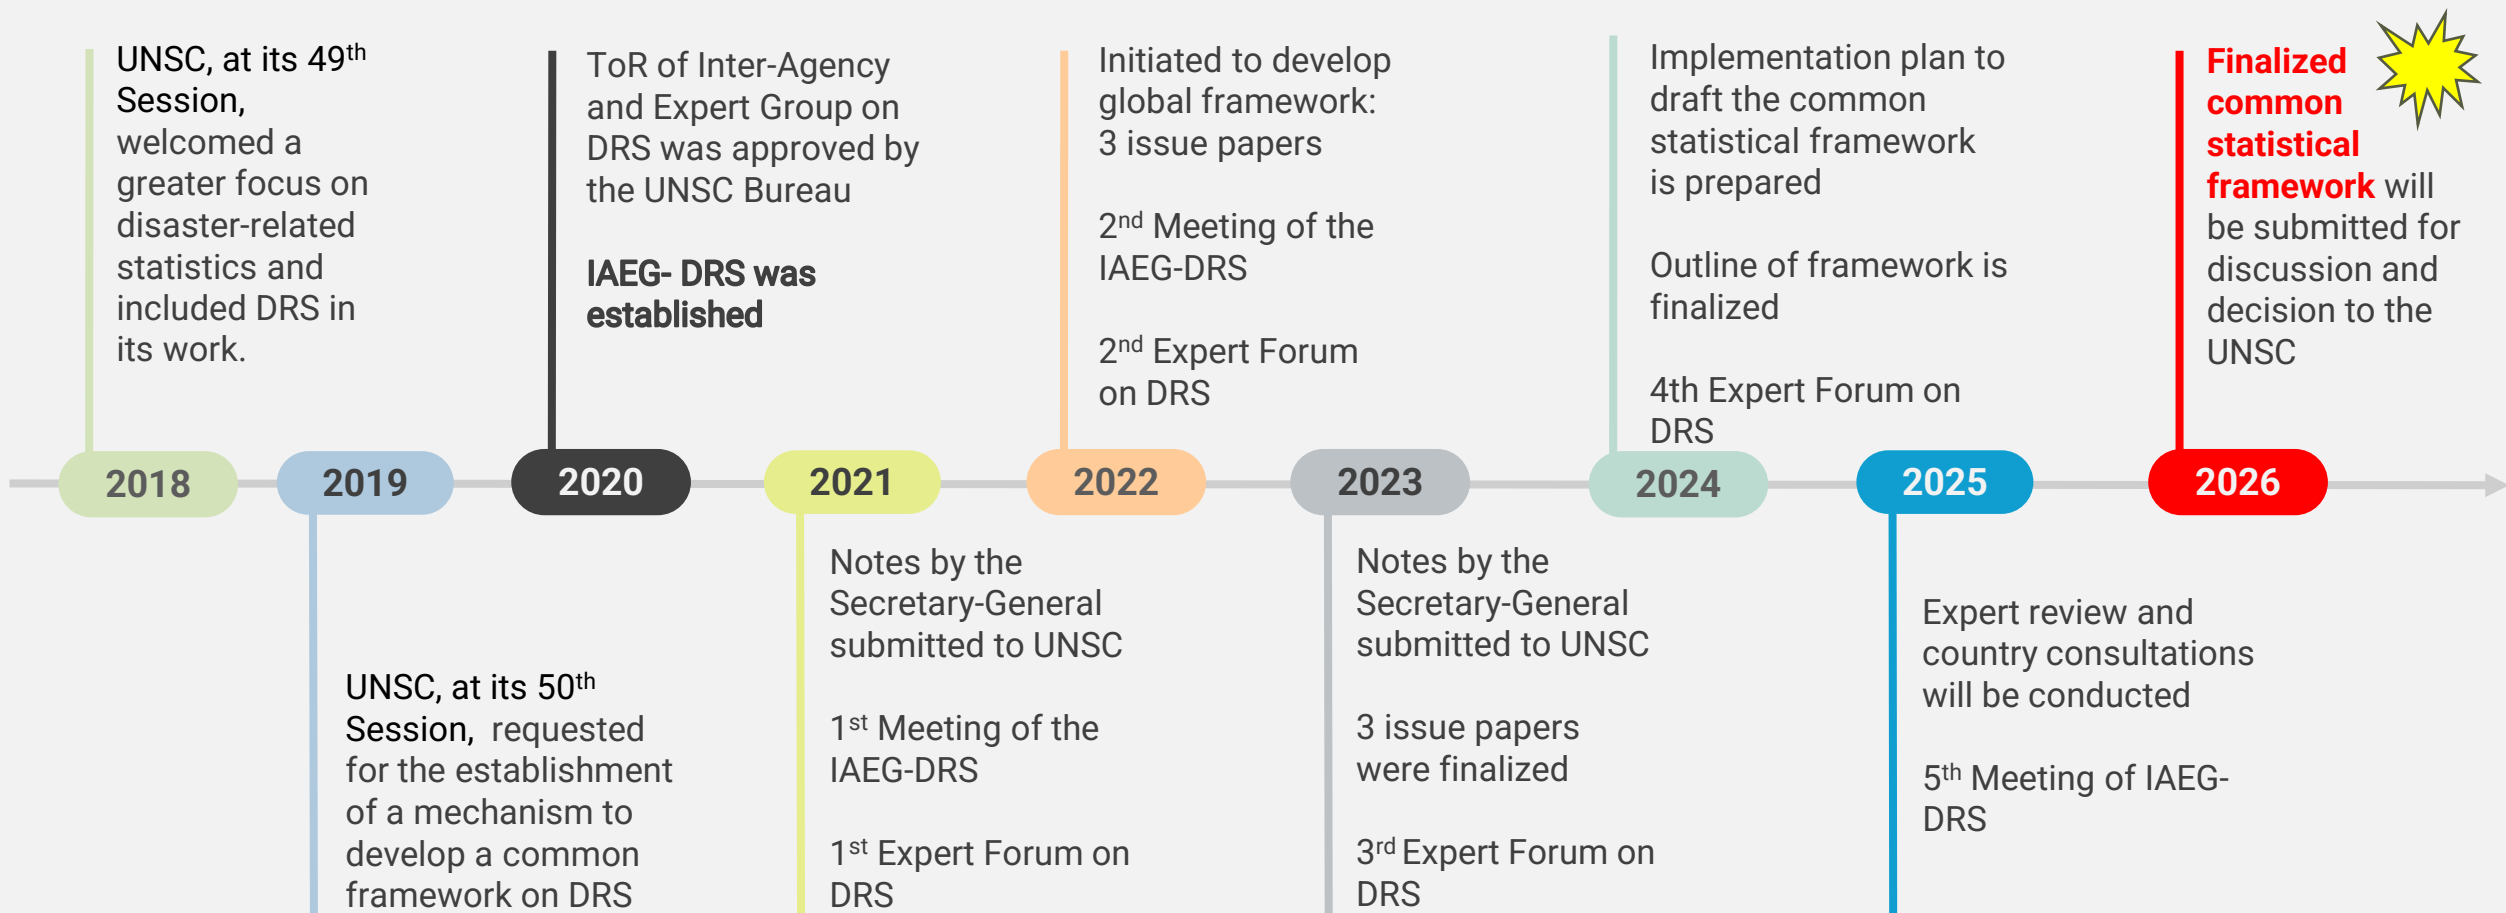 UNSC, at its 49th
Session,
welcomed a
greater focus on
disaster-related
statistics and
included DRS in
its work.
ToR of Inter-Agency
and Expert Group on
DRS was approved by
the UNSC Bureau
IAEG- DRS was
established
Initiated to develop
global framework:
3 issue papers
2nd Meeting of the
IAEG-DRS
2nd Expert Forum
on DRS
Implementation plan to
draft the common
statistical framework
is prepared
Outline of framework is
finalized
4th Expert Forum on
DRS
Finalized
common
statistical
framework will
be submitted for
discussion and
decision to the
UNSC
2018
2019
2020
2021
2022
2023
2024
2025
2026
UNSC, at its 50th
Session, requested
for the establishment
of a mechanism to
develop a common
framework on DRS
Notes by the
Secretary-General
submitted to UNSC
1st Meeting of the
IAEG-DRS
1st Expert Forum on
DRS
Notes by the
Secretary-General
submitted to UNSC
3 issue papers
were finalized
3rd Expert Forum on
DRS
Expert review and
country consultations
will be conducted
5th Meeting of IAEG-
DRS